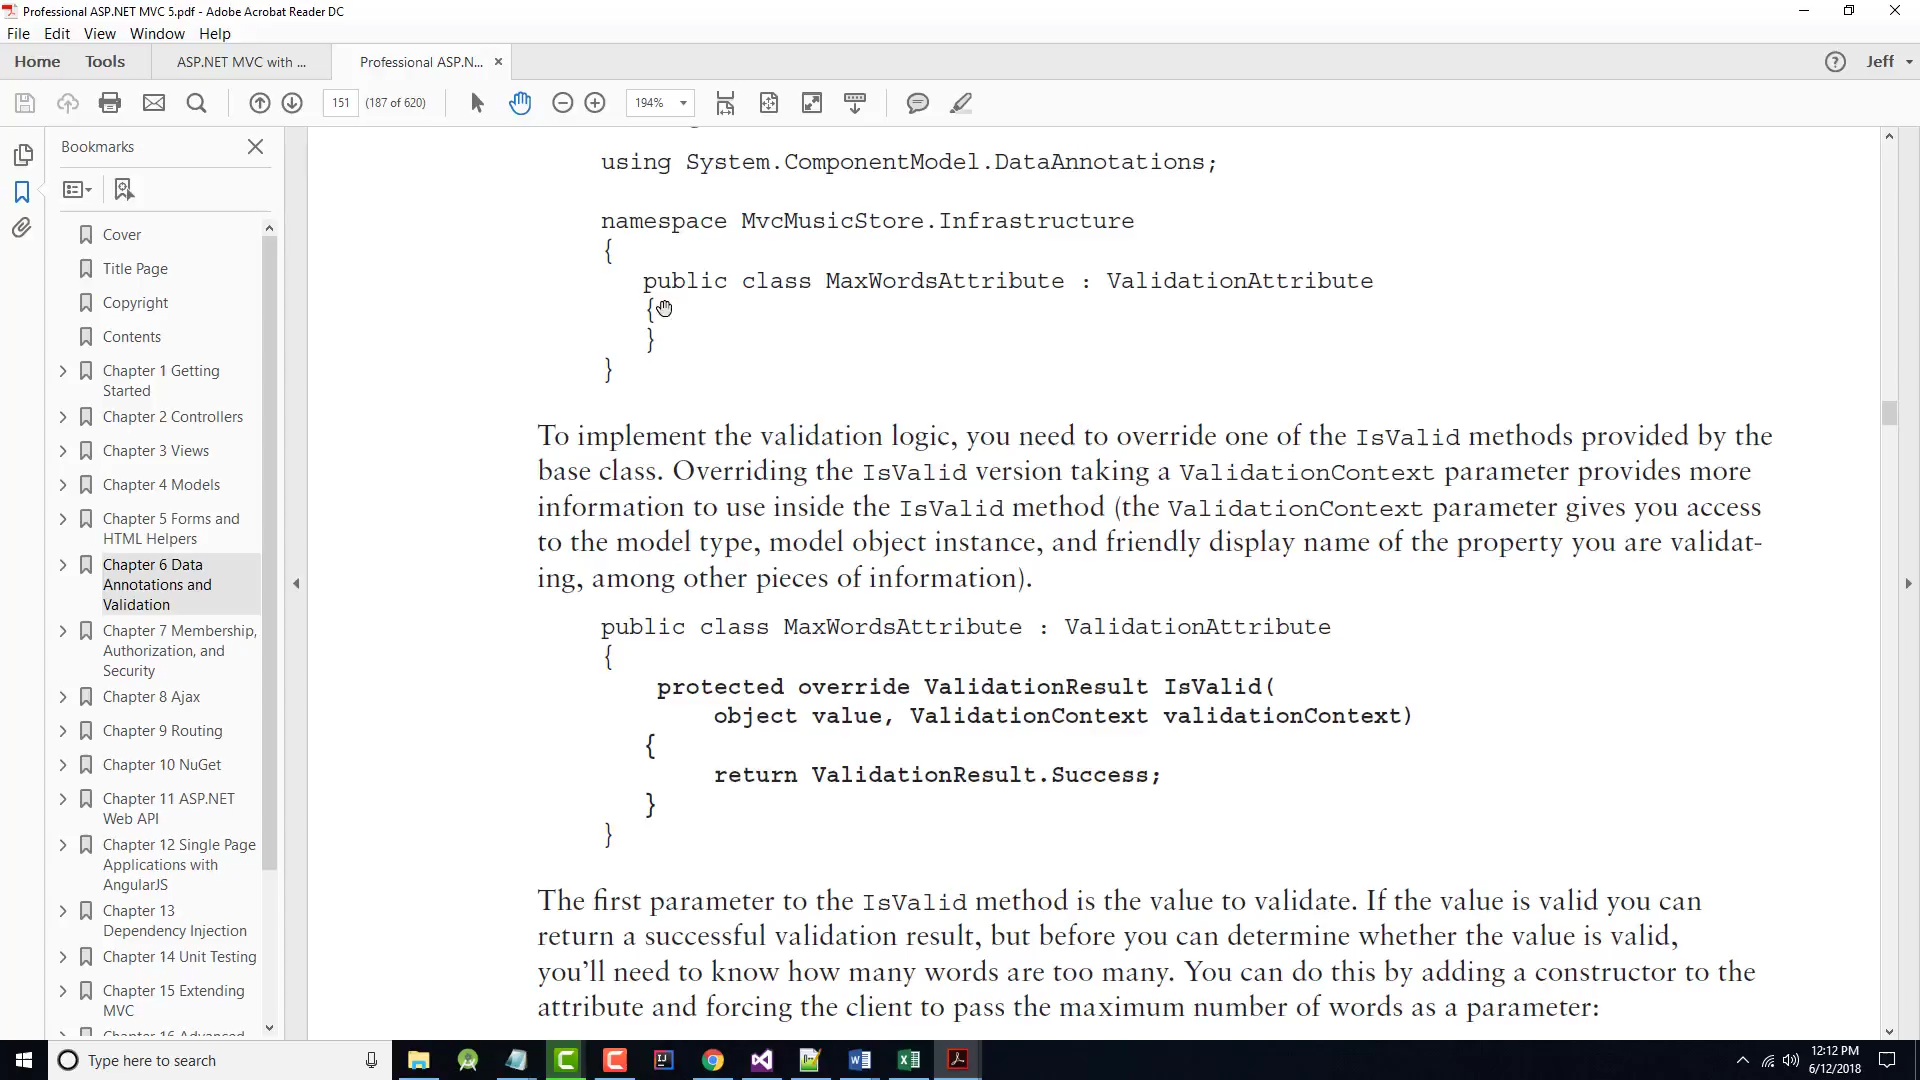 Professional ASP.NET MVC 5.pdf - Adobe Acrobat Reader DC
File Edit View Window Help
Home Tools ASP.NET MVC with ... Professional ASP.N... Jeff
151 (187 of 620) 194%
Bookmarks
Cover
Title Page
Copyright
Contents
Chapter 1 Getting
Started
Chapter 2 Controllers
Chapter 3 Views
Chapter 4 Models
Chapter 5 Forms and
HTML Helpers
Chapter 6 Data
Annotations and
Validation
Chapter 7 Membership,
Authorization, and
Security
Chapter 8 Ajax
Chapter 9 Routing
Chapter 10 NuGet
Chapter 11 ASP.NET
Web API
Chapter 12 Single Page
Applications with
AngularJS
Chapter 13
Dependency Injection
Chapter 14 Unit Testing
Chapter 15 Extending
MVC
Chapter 16 Advanced
using System.ComponentModel.DataAnnotations;
namespace MvcMusicStore.Infrastructure
{
public class MaxWordsAttribute : ValidationAttribute
{
}
}
To implement the validation logic, you need to override one of the IsValid methods provided by the
base class. Overriding the IsValid version taking a ValidationContext parameter provides more
information to use inside the IsValid method (the ValidationContext parameter gives you access
to the model type, model object instance, and friendly display name of the property you are validat-
ing, among other pieces of information).
public class MaxWordsAttribute : ValidationAttribute
{
protected override ValidationResult IsValid(
object value, ValidationContext validationContext)
{
return ValidationResult.Success;
}
}
The first parameter to the IsValid method is the value to validate. If the value is valid you can
return a successful validation result, but before you can determine whether the value is valid,
you'll need to know how many words are too many. You can do this by adding a constructor to the
attribute and forcing the client to pass the maximum number of words as a parameter:
Type here to search
12:12 PM
6/12/2018